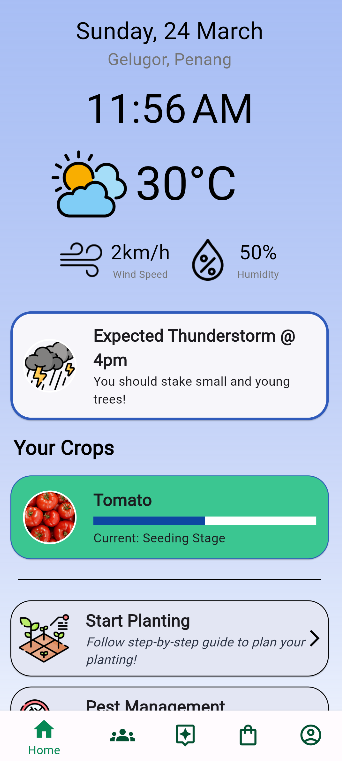 Sunday, 24 March
Gelugor, Penang
11:56 AM
30°C
2km/h
Wind Speed
50%
Humidity
Expected Thunderstorm @
4pm
You should stake small and young
trees!
Your Crops
Tomato
Current: Seeding Stage
Start Planting
Follow step-by-step guide to plan your
planting!
Pest Management
Home